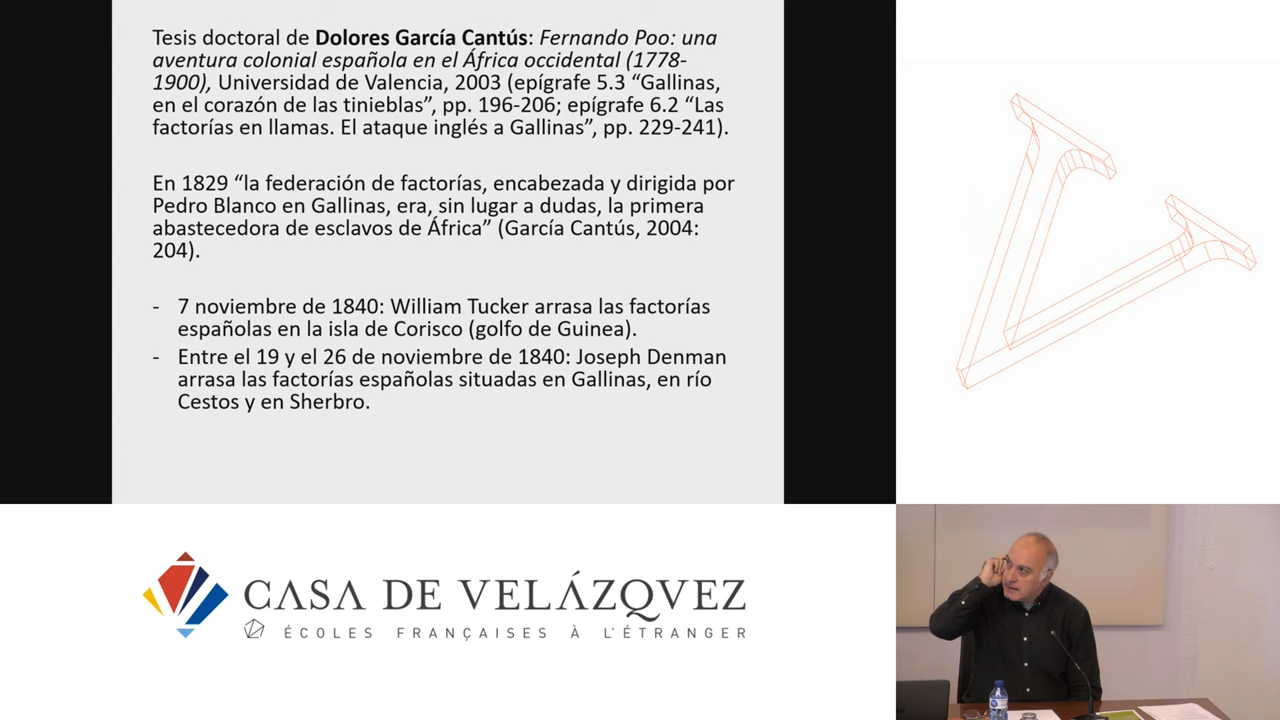 Tesis doctoral de Dolores García Cantús: Fernando Poo: una
aventura colonial española en el África occidental (1778-
1900), Universidad de Valencia, 2003 (epígrafe 5.3 “Gallinas,
en el corazón de las tinieblas”, pp. 196-206; epígrafe 6.2 “Las
factorías en llamas. El ataque inglés a Gallinas”, pp. 229-241).
En 1829 “la federación de factorías, encabezada y dirigida por
Pedro Blanco en Gallinas, era, sin lugar a dudas, la primera
abastecedora de esclavos de África” (García Cantús, 2004:
204).
- 7 noviembre de 1840: William Tucker arrasa las factorías
españolas en la isla de Corisco (golfo de Guinea).
- Entre el 19 y el 26 de noviembre de 1840: Joseph Denman
arrasa las factorías españolas situadas en Gallinas, en río
Cestos y en Sherbro.
CASA DE VELÁZQVEZ
ÉCOLES FRANÇAISES À L'ÉTRANGER